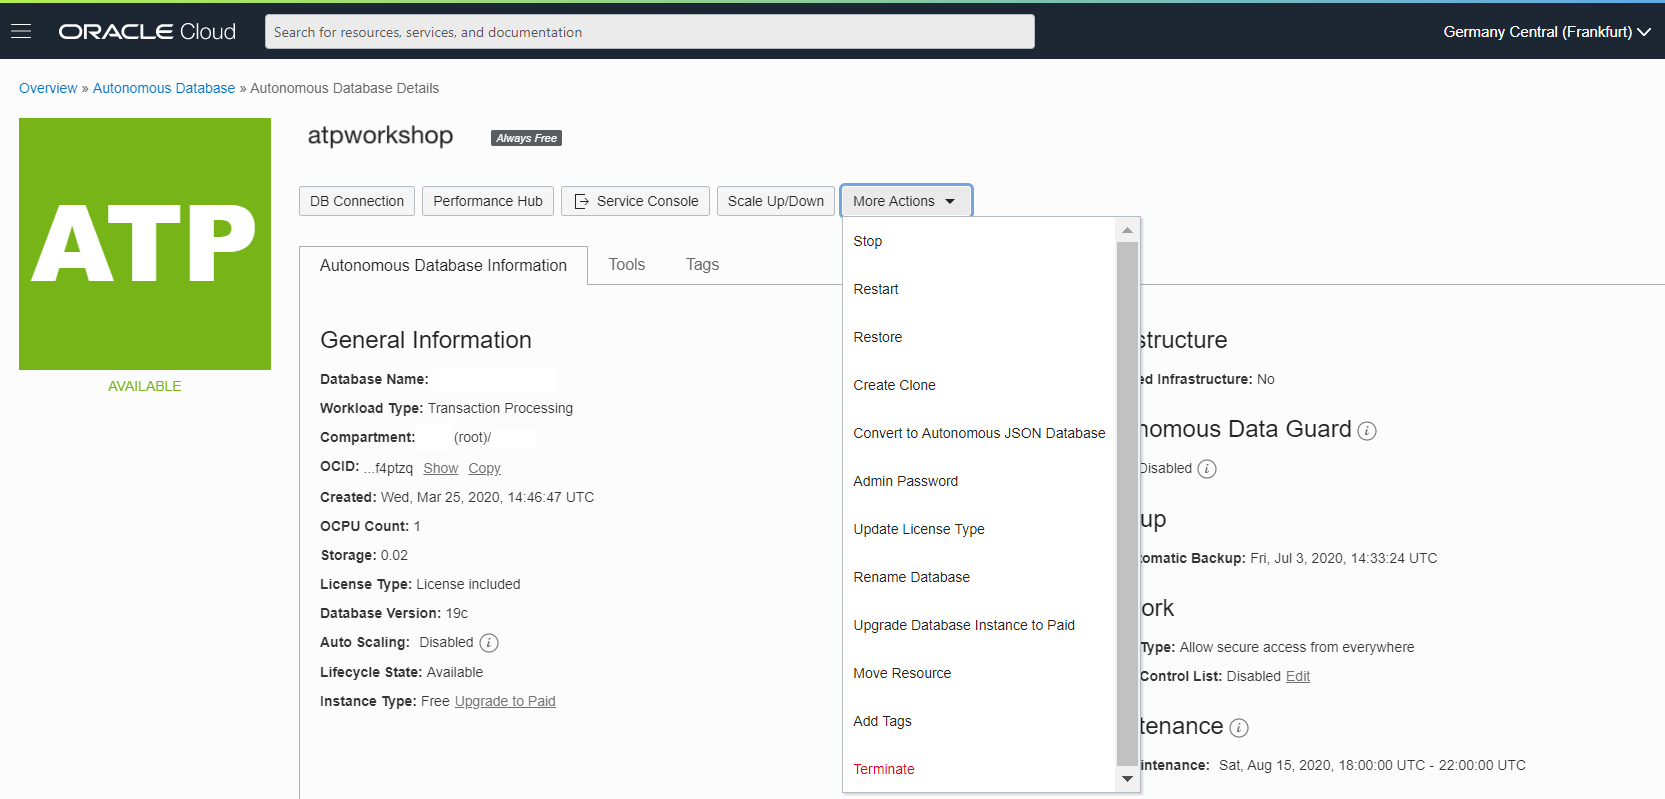 ORACLE Cloud
Search for resources, services, and documentation
Germany Central (Frankfurt)
Overview » Autonomous Database » Autonomous Database Details
ATP
AVAILABLE
atpworkshop
Always Free
DB Connection
Performance Hub
Service Console
Scale Up/Down
More Actions
Stop
Restart
Restore
Create Clone
Convert to Autonomous JSON Database
Admin Password
Update License Type
Rename Database
Upgrade Database Instance to Paid
Move Resource
Add Tags
Terminate
Autonomous Database Information
Tools
Tags
General Information
Database Name:
Workload Type: Transaction Processing
Compartment: (root)/
OCID: ...f4ptzq Show Copy
Created: Wed, Mar 25, 2020, 14:46:47 UTC
OCPU Count: 1
Storage: 0.02
License Type: License included
Database Version: 19c
Auto Scaling: Disabled
Lifecycle State: Available
Instance Type: Free Upgrade to Paid
structure
ed Infrastructure: No
nomous Data Guard
Disabled
up
tomatic Backup: Fri, Jul 3, 2020, 14:33:24 UTC
ork
Type: Allow secure access from everywhere
Control List: Disabled Edit
tenance
intenance: Sat, Aug 15, 2020, 18:00:00 UTC - 22:00:00 UTC